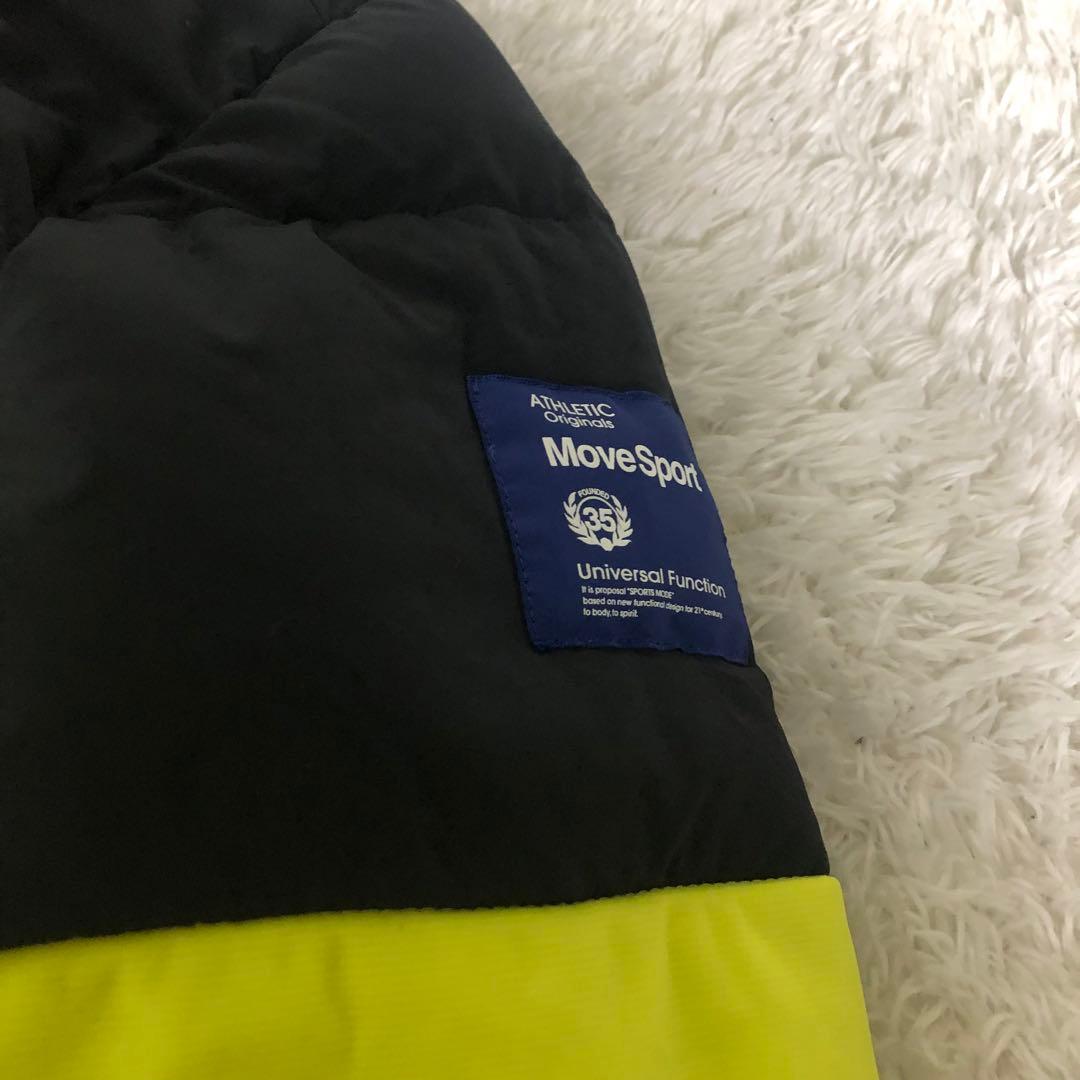 ATHLETIC
Originals
MoveSport
FOUNDED
35
Universal Function
It is proposal "SPORTS MODE"
based on new functional design for 21st century
to body, to spirit.